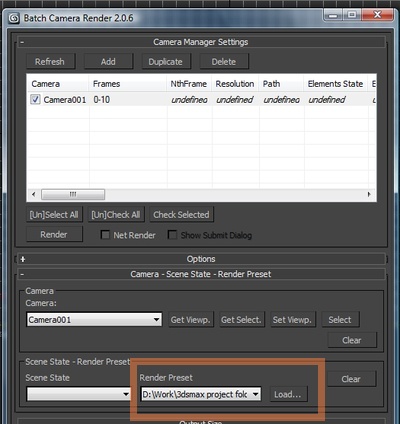 Batch Camera Render 2.0.6
Camera Manager Settings
Refresh Add Duplicate Delete
Camera Frames NthFrame Resolution Path Elements State E
Camera001 0-10 undefined undefined undefined undefined
[Un]Select All [Un]Check All Check Selected
Render Net Render Show Submit Dialog
Options
Camera - Scene State - Render Preset
Camera
Camera:
Camera001 Get Viewp. Get Select. Set Viewp. Select
Clear
Scene State - Render Preset
Scene State Render Preset Clear
D:\Work\3dsmax project fold Load...
Output Size